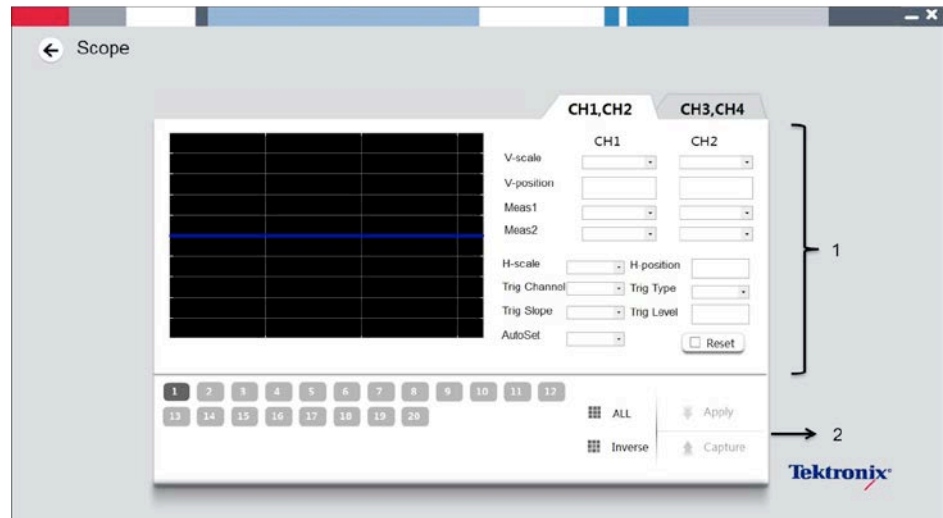 Scope
CH1,CH2 CH3,CH4
CH1 CH2
V-scale
V-position
Meas1
Meas2
H-scale H-position
Trig Channel Trig Type
Trig Slope Trig Level
AutoSet Reset
1
1 2 3 4 5 6 7 8 9 10 11 12
13 14 15 16 17 18 19 20
ALL Apply
Inverse Capture
2
Tektronix